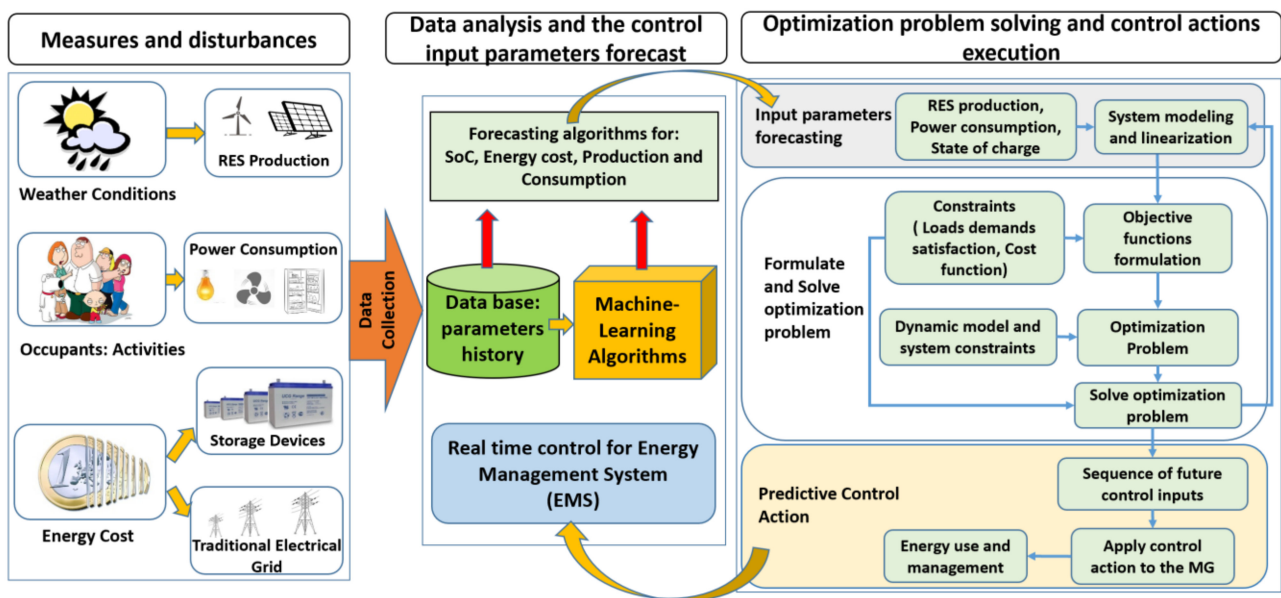 Measures and disturbances
Weather Conditions
RES Production
Occupants: Activities
Power Consumption
Energy Cost
Storage Devices
Traditional Electrical
Grid
Data
Collection
Data analysis and the control
input parameters forecast
Forecasting algorithms for:
SoC, Energy cost, Production and
Consumption
Data base:
parameters
history
Machine-
Learning
Algorithms
Real time control for Energy
Management System
(EMS)
Optimization problem solving and control actions
execution
Input parameters
forecasting
RES production,
Power consumption,
State of charge
System modeling
and linearization
Formulate
and Solve
optimization
problem
Constraints
( Loads demands
satisfaction, Cost
function)
Objective
functions
formulation
Dynamic model and
system constraints
Optimization
Problem
Solve optimization
problem
Predictive Control
Action
Sequence of future
control inputs
Energy use and
management
Apply control
action to the MG